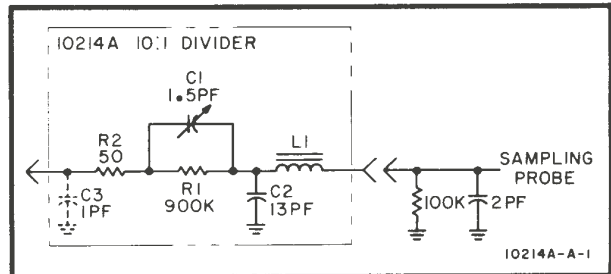 10214A 10:1 DIVIDER
C1
1.5PF
R2
50
L1
R1
900K
C2
13PF
C3
1PF
SAMPLING
PROBE
100K
2PF
10214A-A-1